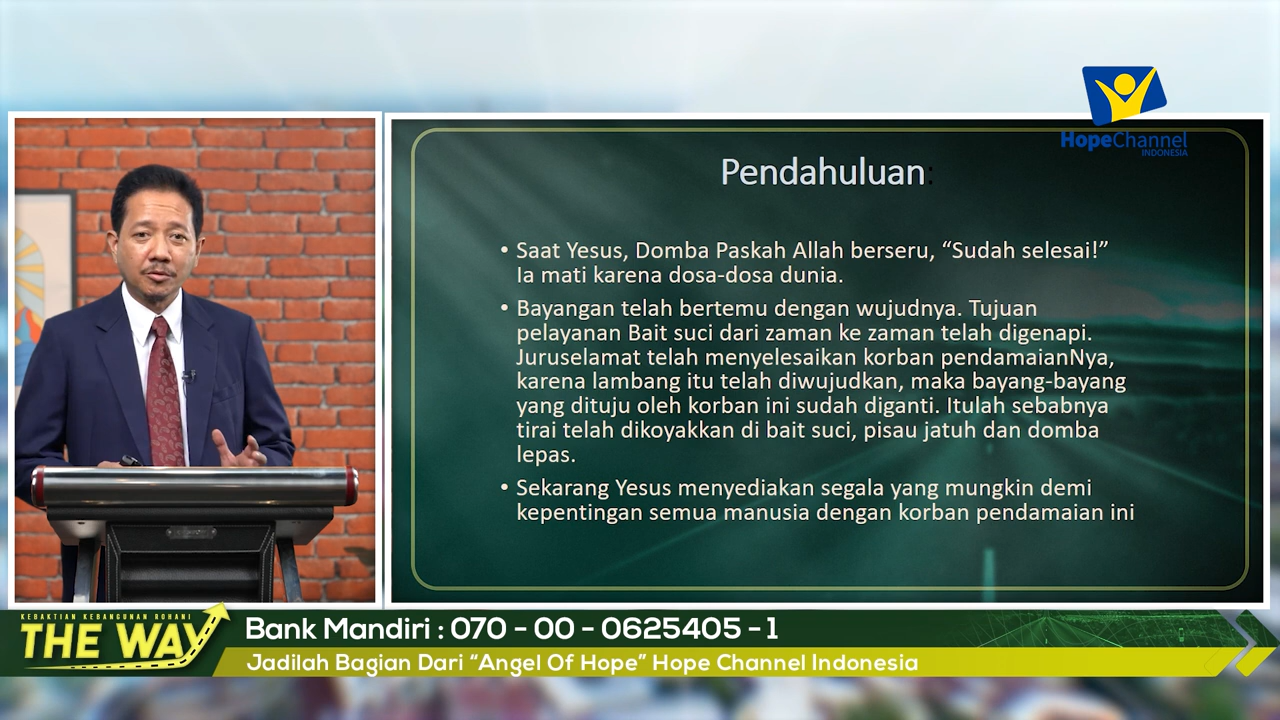 HopeChannel
INDONESIA
Pendahuluan:
• Saat Yesus, Domba Paskah Allah berseru, “Sudah selesai!”
Ia mati karena dosa-dosa dunia.
• Bayangan telah bertemu dengan wujudnya. Tujuan
pelayanan Bait suci dari zaman ke zaman telah digenapi.
Juruselamat telah menyelesaikan korban pendamaianNya,
karena lambang itu telah diwujudkan, maka bayang-bayang
yang dituju oleh korban ini sudah diganti. Itulah sebabnya
tirai telah dikoyakkan di bait suci, pisau jatuh dan domba
lepas.
• Sekarang Yesus menyediakan segala yang mungkin demi
kepentingan semua manusia dengan korban pendamaian ini
KEBAKTIAN KEBANGUNAN ROHANI
THE WAY
Bank Mandiri : 070 - 00 - 0625405 - 1
Jadilah Bagian Dari “Angel Of Hope” Hope Channel Indonesia